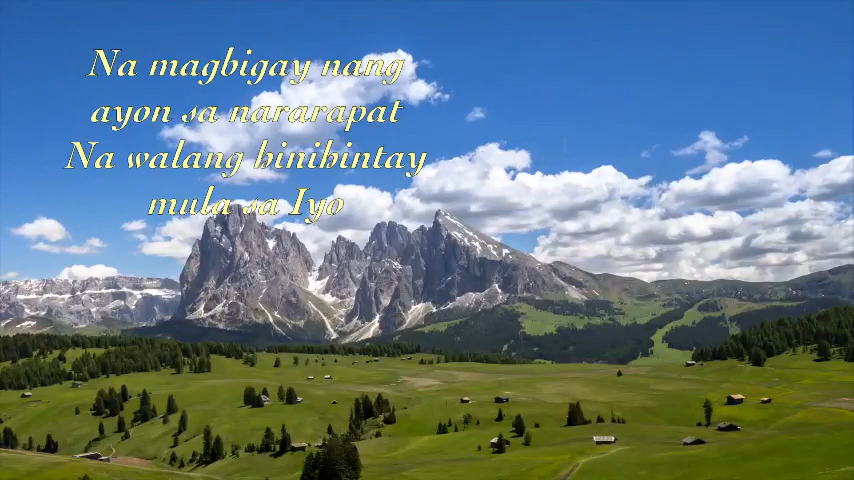 Na magbigay nang
ayon sa nararapat
Na walang hinihintay
mula sa Iyo